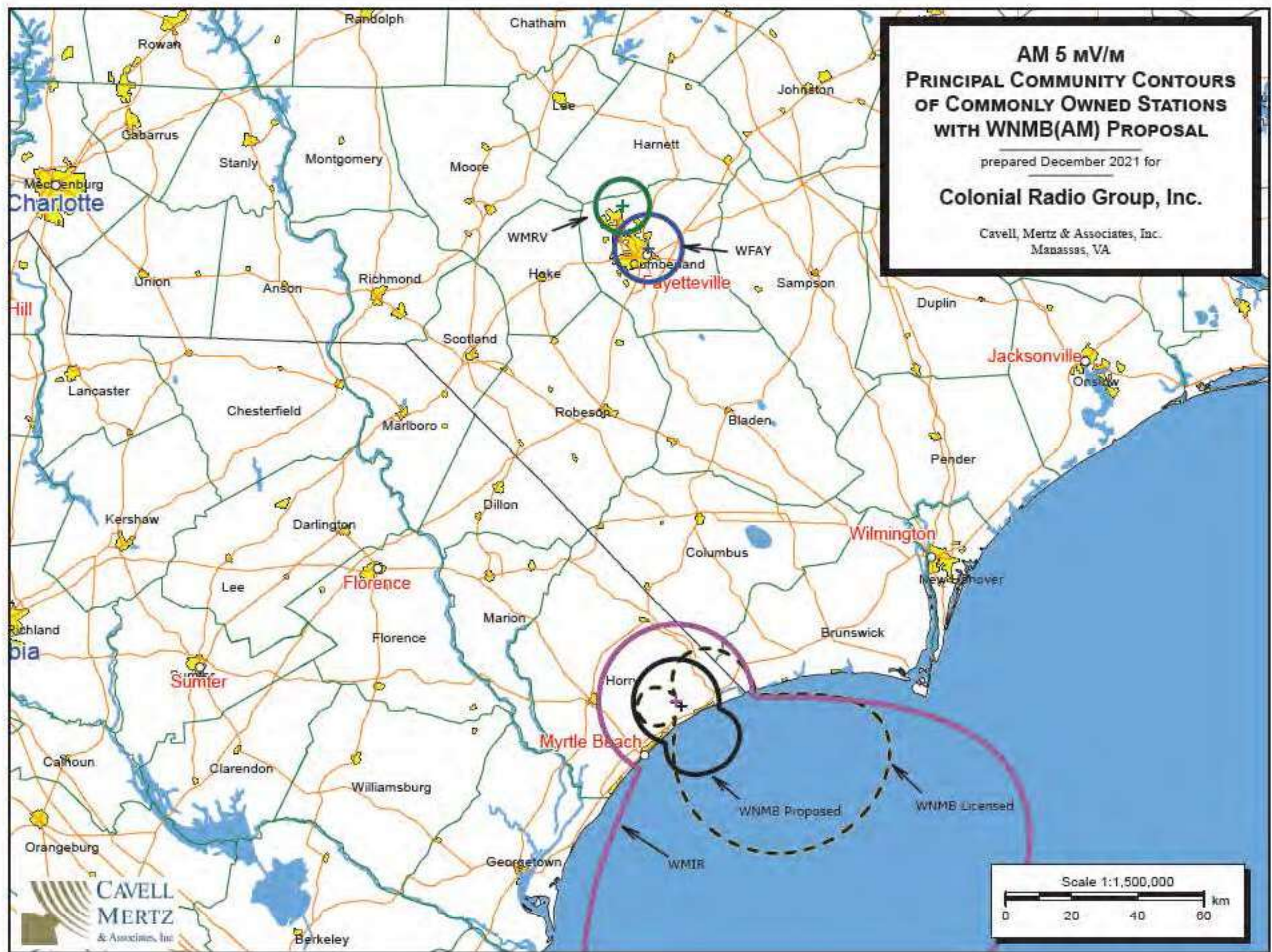 AM 5 mV/m
Principal Community Contours
of Commonly Owned Stations
with WNMB(AM) Proposal
prepared December 2021 for
Colonial Radio Group, Inc.
Cavell, Mertz & Associates, Inc.
Manassas, VA
Rowan
Randolph
Chatham
Johnston
Lee
Cabarrus
Stanly
Montgomery
Moore
Harnett
Mecklenburg
Charlotte
WMRV
WFAY
Cumberland
Fayetteville
Union
Anson
Richmond
Hoke
Sampson
Duplin
Hill
Scotland
Jacksonville
Onslow
Lancaster
Chesterfield
Marlboro
Robeson
Bladen
Pender
Kershaw
Darlington
Dillon
Columbus
Wilmington
New Hanover
Lee
Florence
Marion
Brunswick
Richland
bia
Florence
Sumter
Horry
Myrtle Beach
Calhoun
Clarendon
Williamsburg
WNMB Proposed
WNMB Licensed
WMIR
Orangeburg
Georgetown
Berkeley
CAVELL
MERTZ
& Associates, Inc
Scale 1:1,500,000
0 20 40 60 km